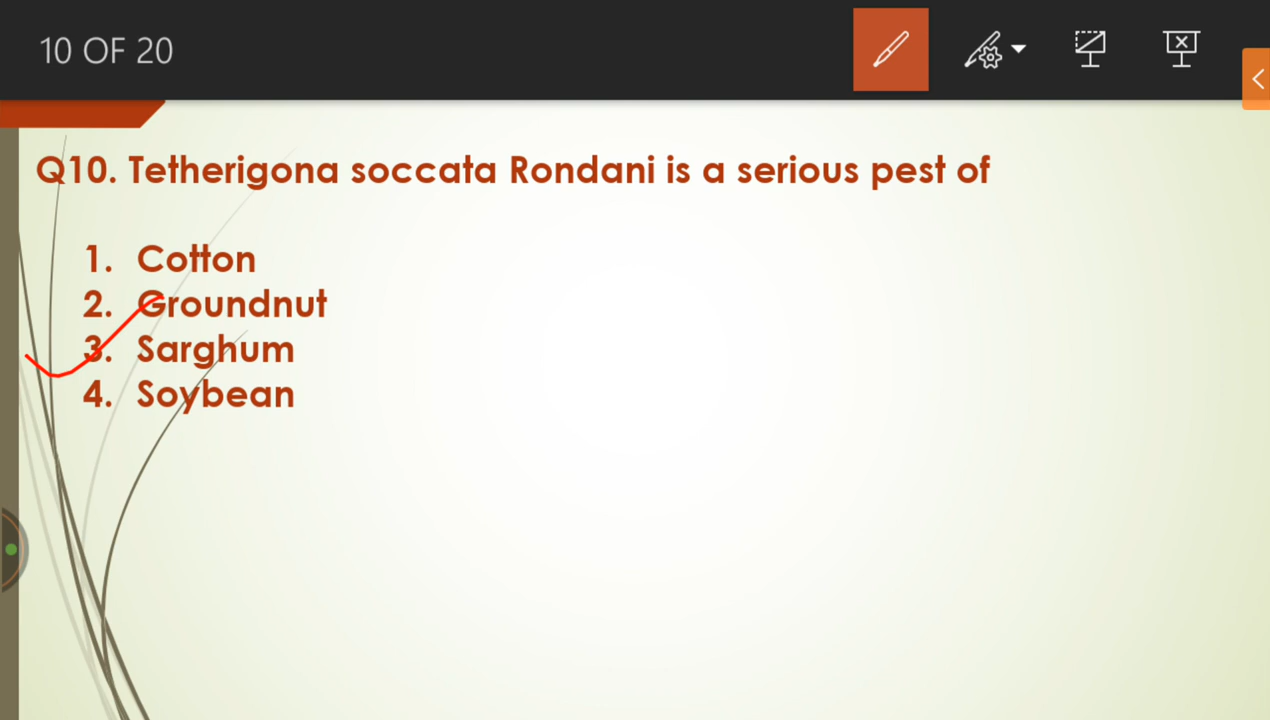 10 OF 20
Q10. Tetherigona soccata Rondani is a serious pest of
1. Cotton
2. Groundnut
3. Sarghum
4. Soybean